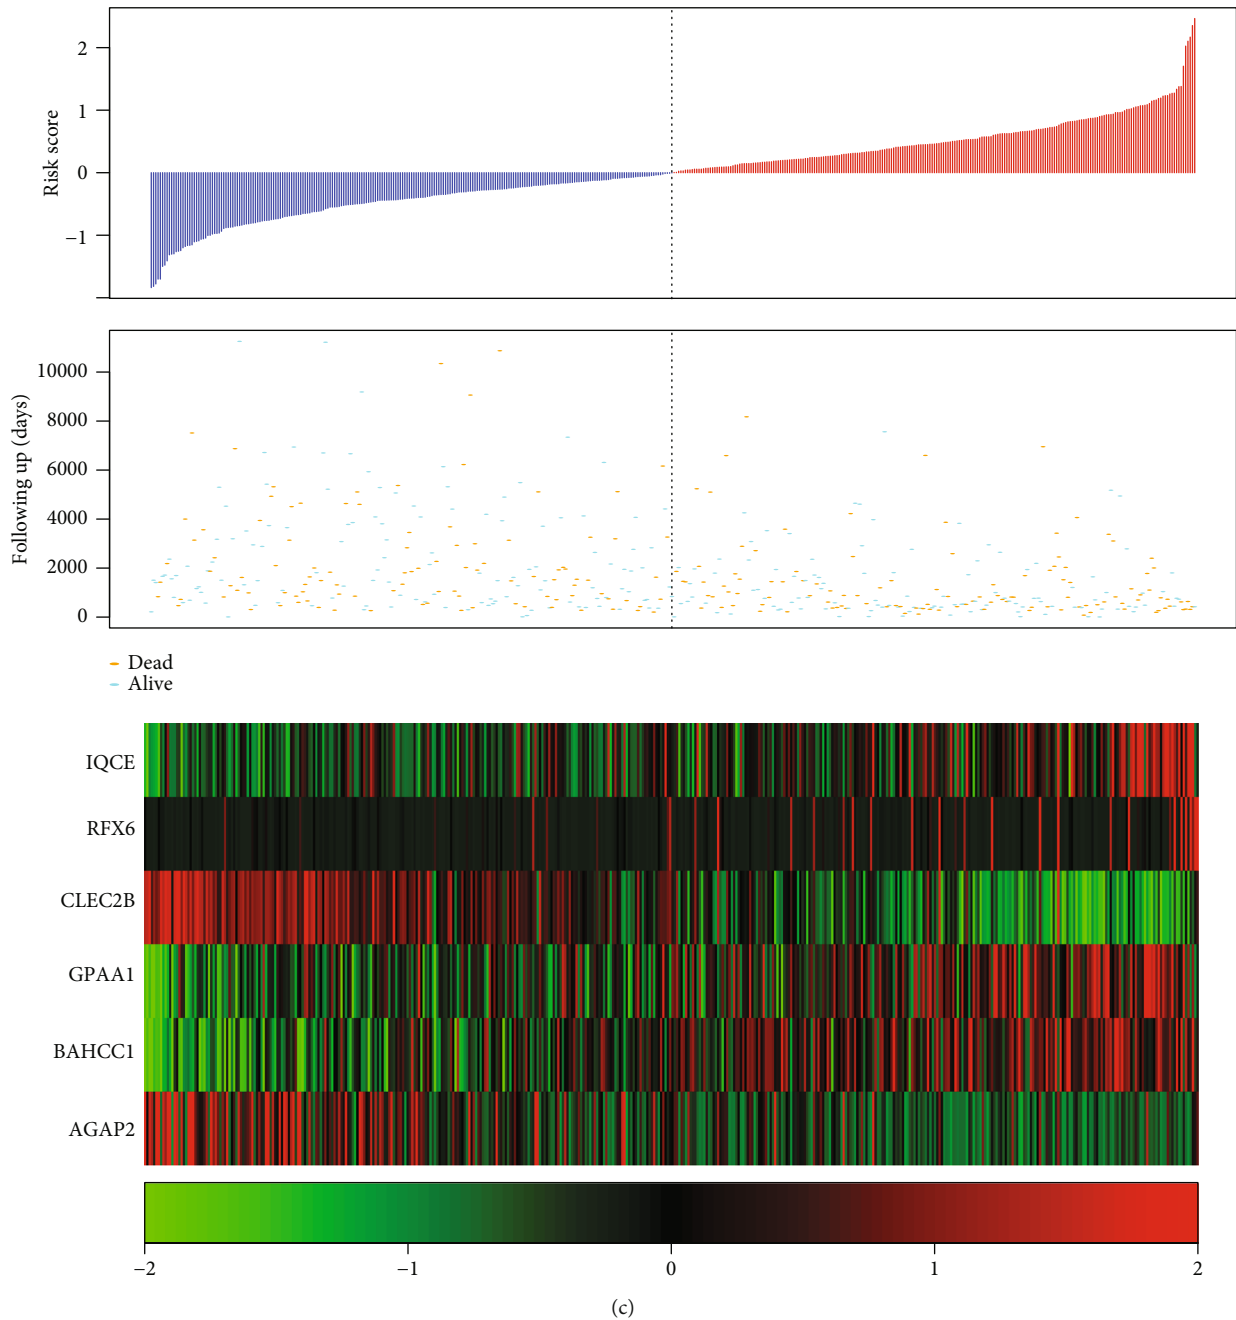 2
1
0
−1
Risk score
10000
8000
6000
4000
2000
0
Following up (days)
Dead
Alive
IQCE
RFX6
CLEC2B
GPAA1
BAHCC1
AGAP2
−2 −1 0 1 2
(c)